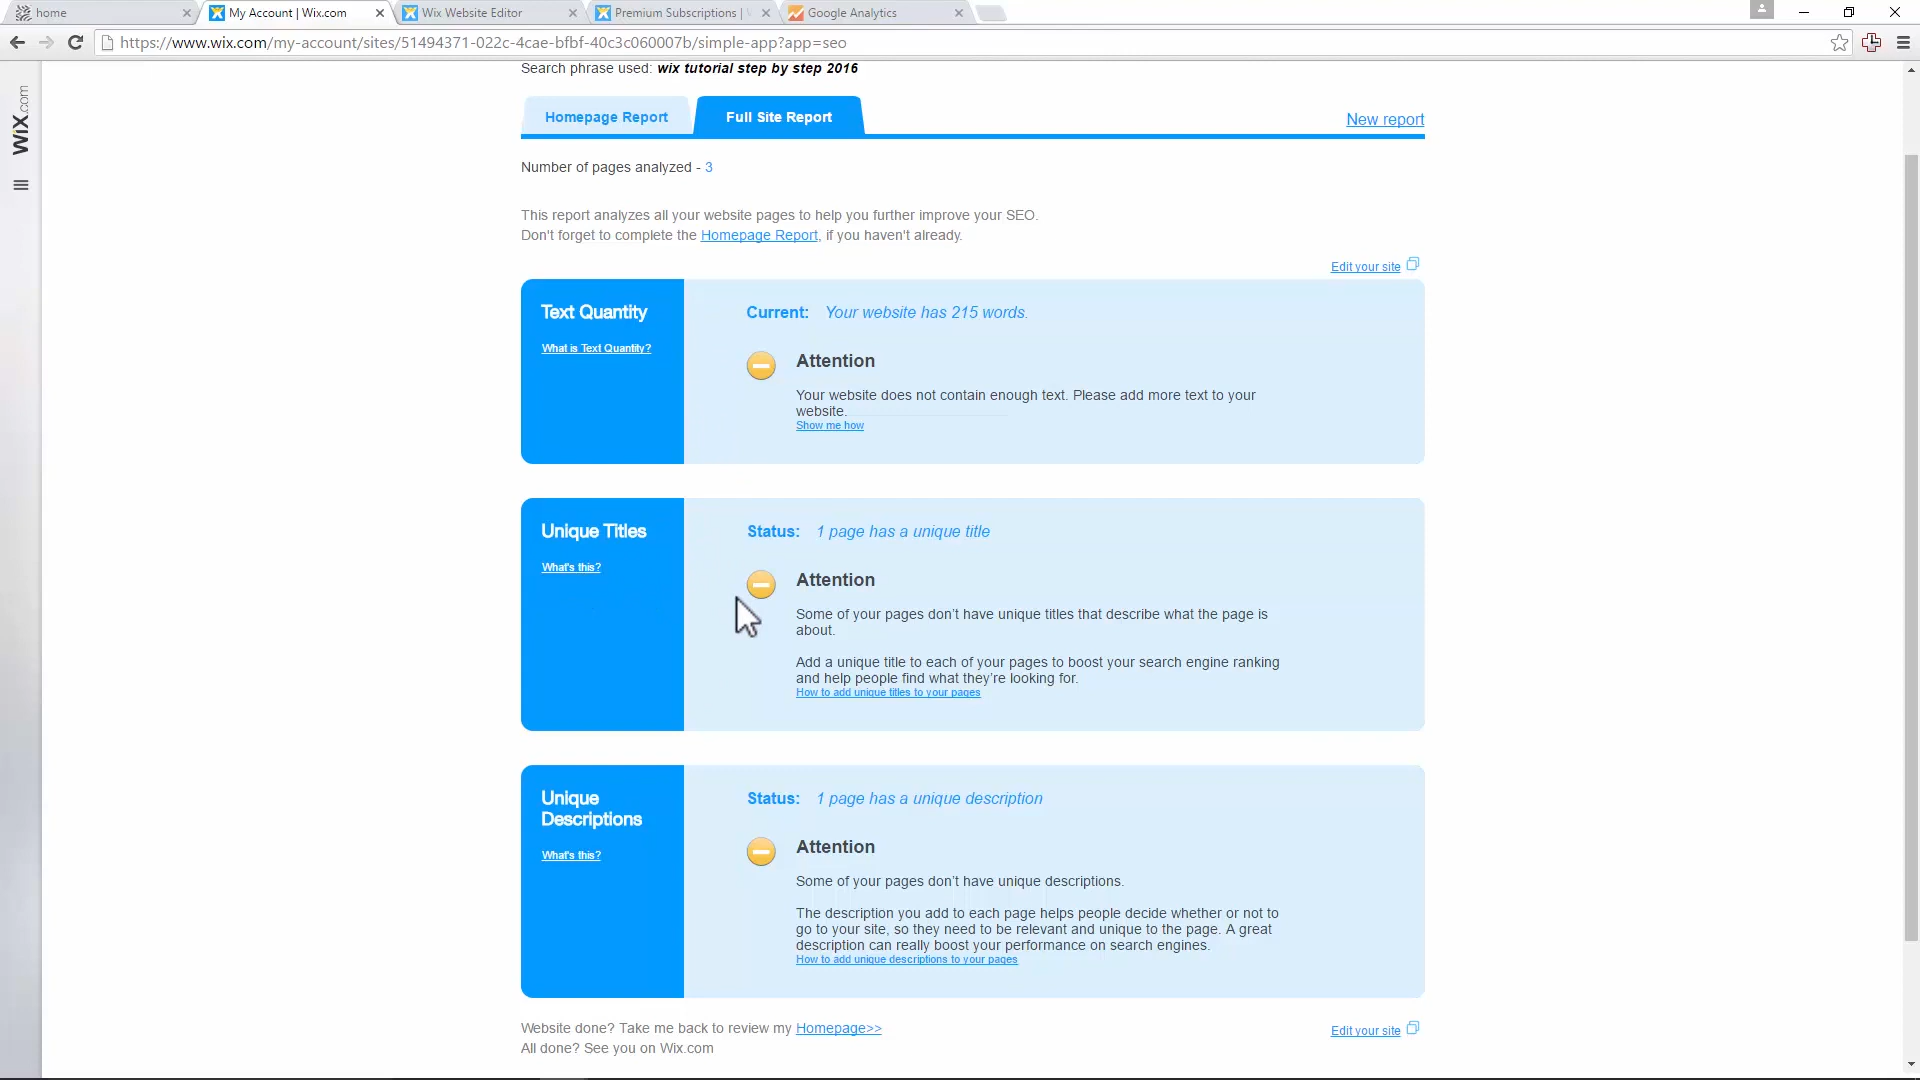 home
My Account | Wix.com
Wix Website Editor
Premium Subscriptions |
Google Analytics
https://www.wix.com/my-account/sites/51494371-022c-4cae-bfbf-40c3c060007b/simple-app?app=seo
WiX.com
Search phrase used: wix tutorial step by step 2016
Homepage Report
Full Site Report
New report
Number of pages analyzed - 3
This report analyzes all your website pages to help you further improve your SEO.
Don't forget to complete the Homepage Report, if you haven't already.
Edit your site
Text Quantity
What is Text Quantity?
Current: Your website has 215 words.
Attention
Your website does not contain enough text. Please add more text to your
website.
Show me how
Unique Titles
What's this?
Status: 1 page has a unique title
Attention
Some of your pages don’t have unique titles that describe what the page is
about.
Add a unique title to each of your pages to boost your search engine ranking
and help people find what they’re looking for.
How to add unique titles to your pages
Unique
Descriptions
What's this?
Status: 1 page has a unique description
Attention
Some of your pages don’t have unique descriptions.
The description you add to each page helps people decide whether or not to
go to your site, so they need to be relevant and unique to the page. A great
description can really boost your performance on search engines.
How to add unique descriptions to your pages
Website done? Take me back to review my Homepage>>
Edit your site
All done? See you on Wix.com